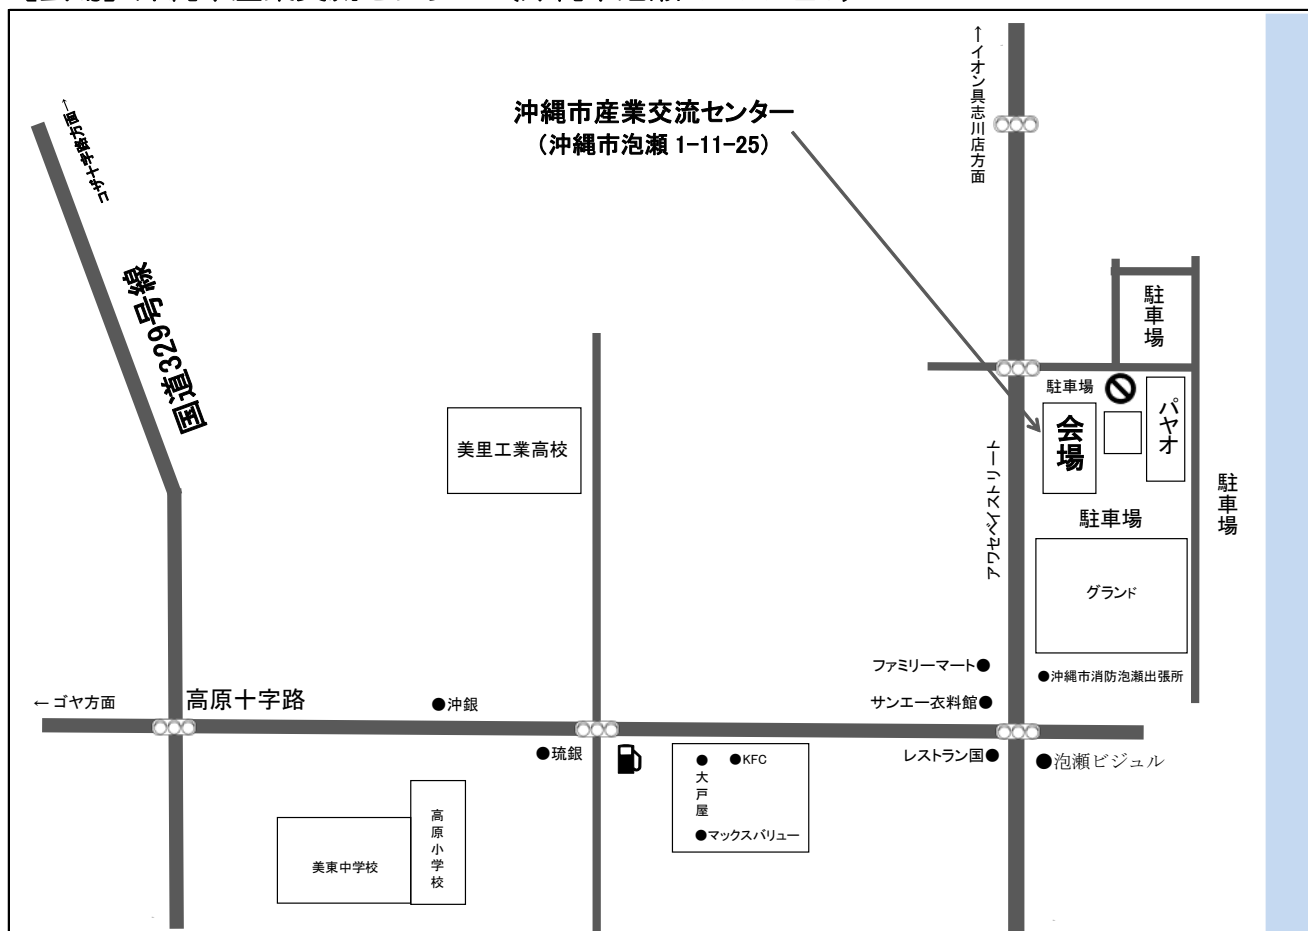 ↑イオン具志川店方面
沖縄市産業交流センター
(沖縄市泡瀬 1-11-25)
コザ十字路方面→
国道329号線
駐車場
駐車場
パヤオ
会場
美里工業高校
アワセベイストリート
駐車場
駐車場
グランド
ファミリーマート●
●沖縄市消防泡瀬出張所
←ゴヤ方面
高原十字路
●沖銀
サンエー衣料館●
●琉銀
●KFC
大戸屋
レストラン国●
●泡瀬ビジュル
●マックスバリュー
高原小学校
美東中学校